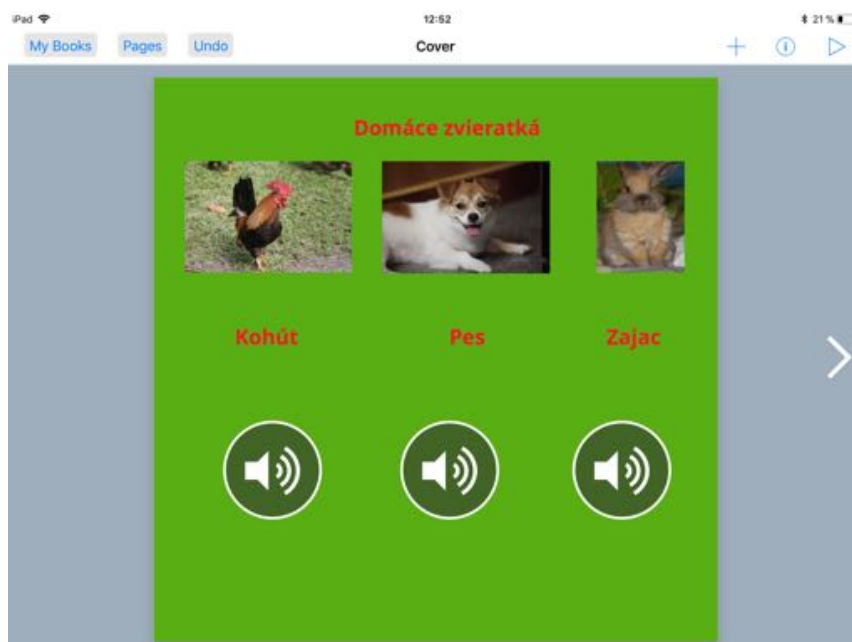 iPad 12:52 21 %
My Books Pages Undo Cover
Domáce zvieratká
Kohút Pes Zajac